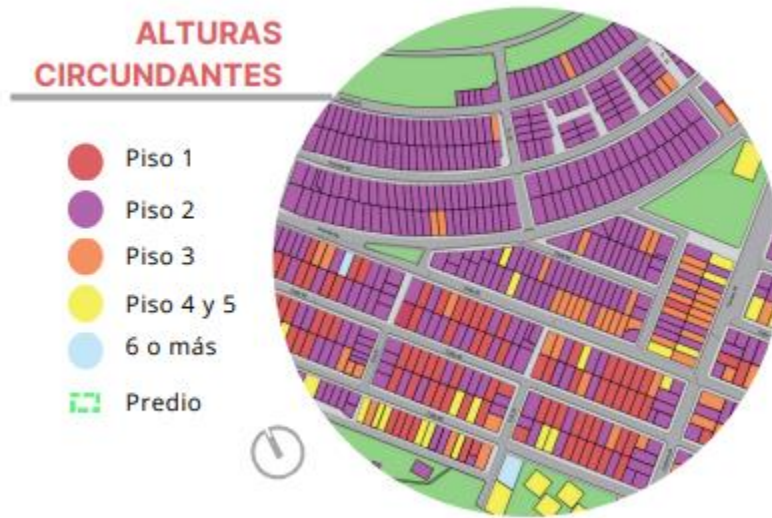 ALTURAS
CIRCUNDANTES
Piso 1
Piso 2
Piso 3
Piso 4 y 5
6 o más
Predio